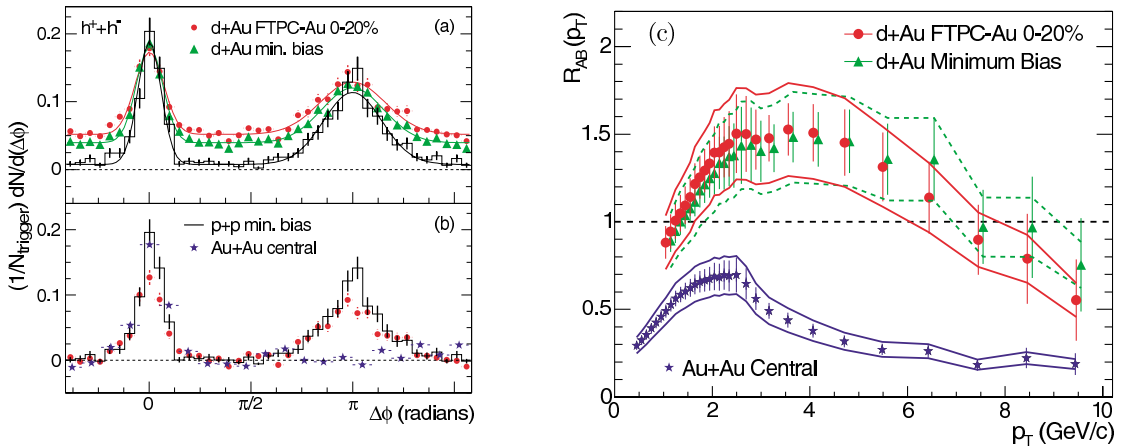 h⁺+h⁻
(a)
d+Au FTPC-Au 0-20%
d+Au min. bias
0.2
0.1
0
(1/N_trigger) dN/d(Δϕ)
(b)
p+p min. bias
Au+Au central
0.2
0.1
0
0 π/2 π
Δϕ (radians)
(c)
d+Au FTPC-Au 0-20%
d+Au Minimum Bias
R_AB(p_T)
2
1.5
1
0.5
0
Au+Au Central
0 2 4 6 8 10
p_T (GeV/c)